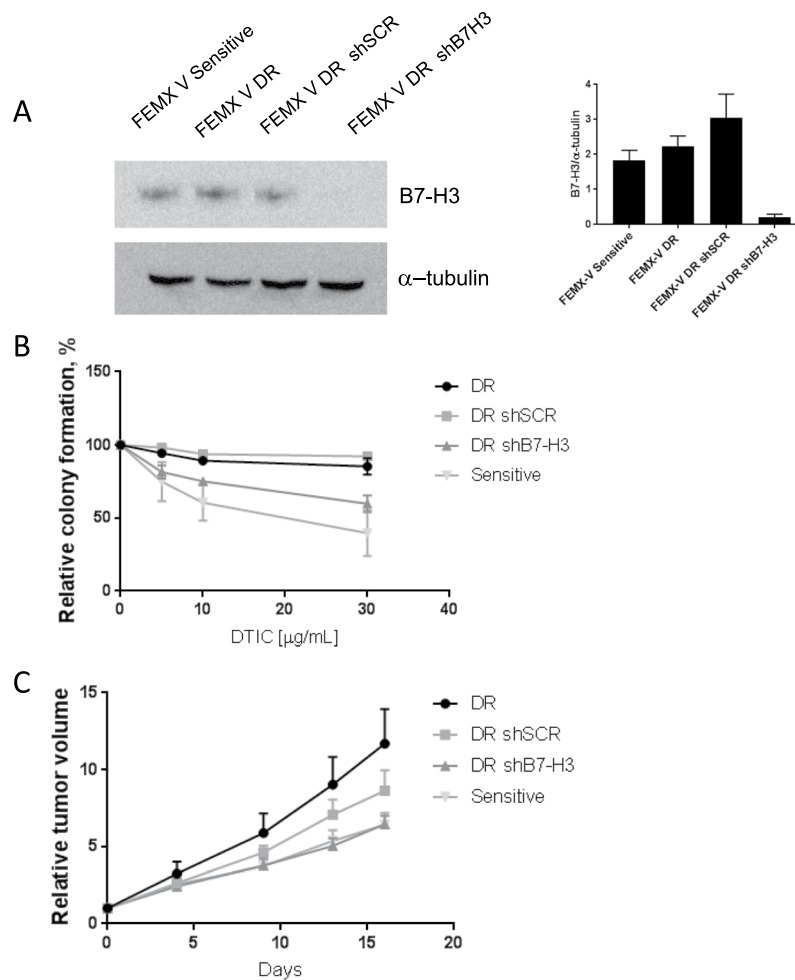 A
FEMX V Sensitive
FEMX V DR
FEMX V DR shSCR
FEMX V DR shB7H3
B7-H3
α–tubulin
B7-H3/α-tubulin
4
3
2
1
0
FEMX-V Sensitive
FEMX-V DR
FEMX-V DR shSCR
FEMX-V DR shB7-H3
B
Relative colony formation, %
150
100
50
0
0 10 20 30 40
DTIC [µg/mL]
DR
DR shSCR
DR shB7-H3
Sensitive
C
Relative tumor volume
15
10
5
0
0 5 10 15 20
Days
DR
DR shSCR
DR shB7-H3
Sensitive